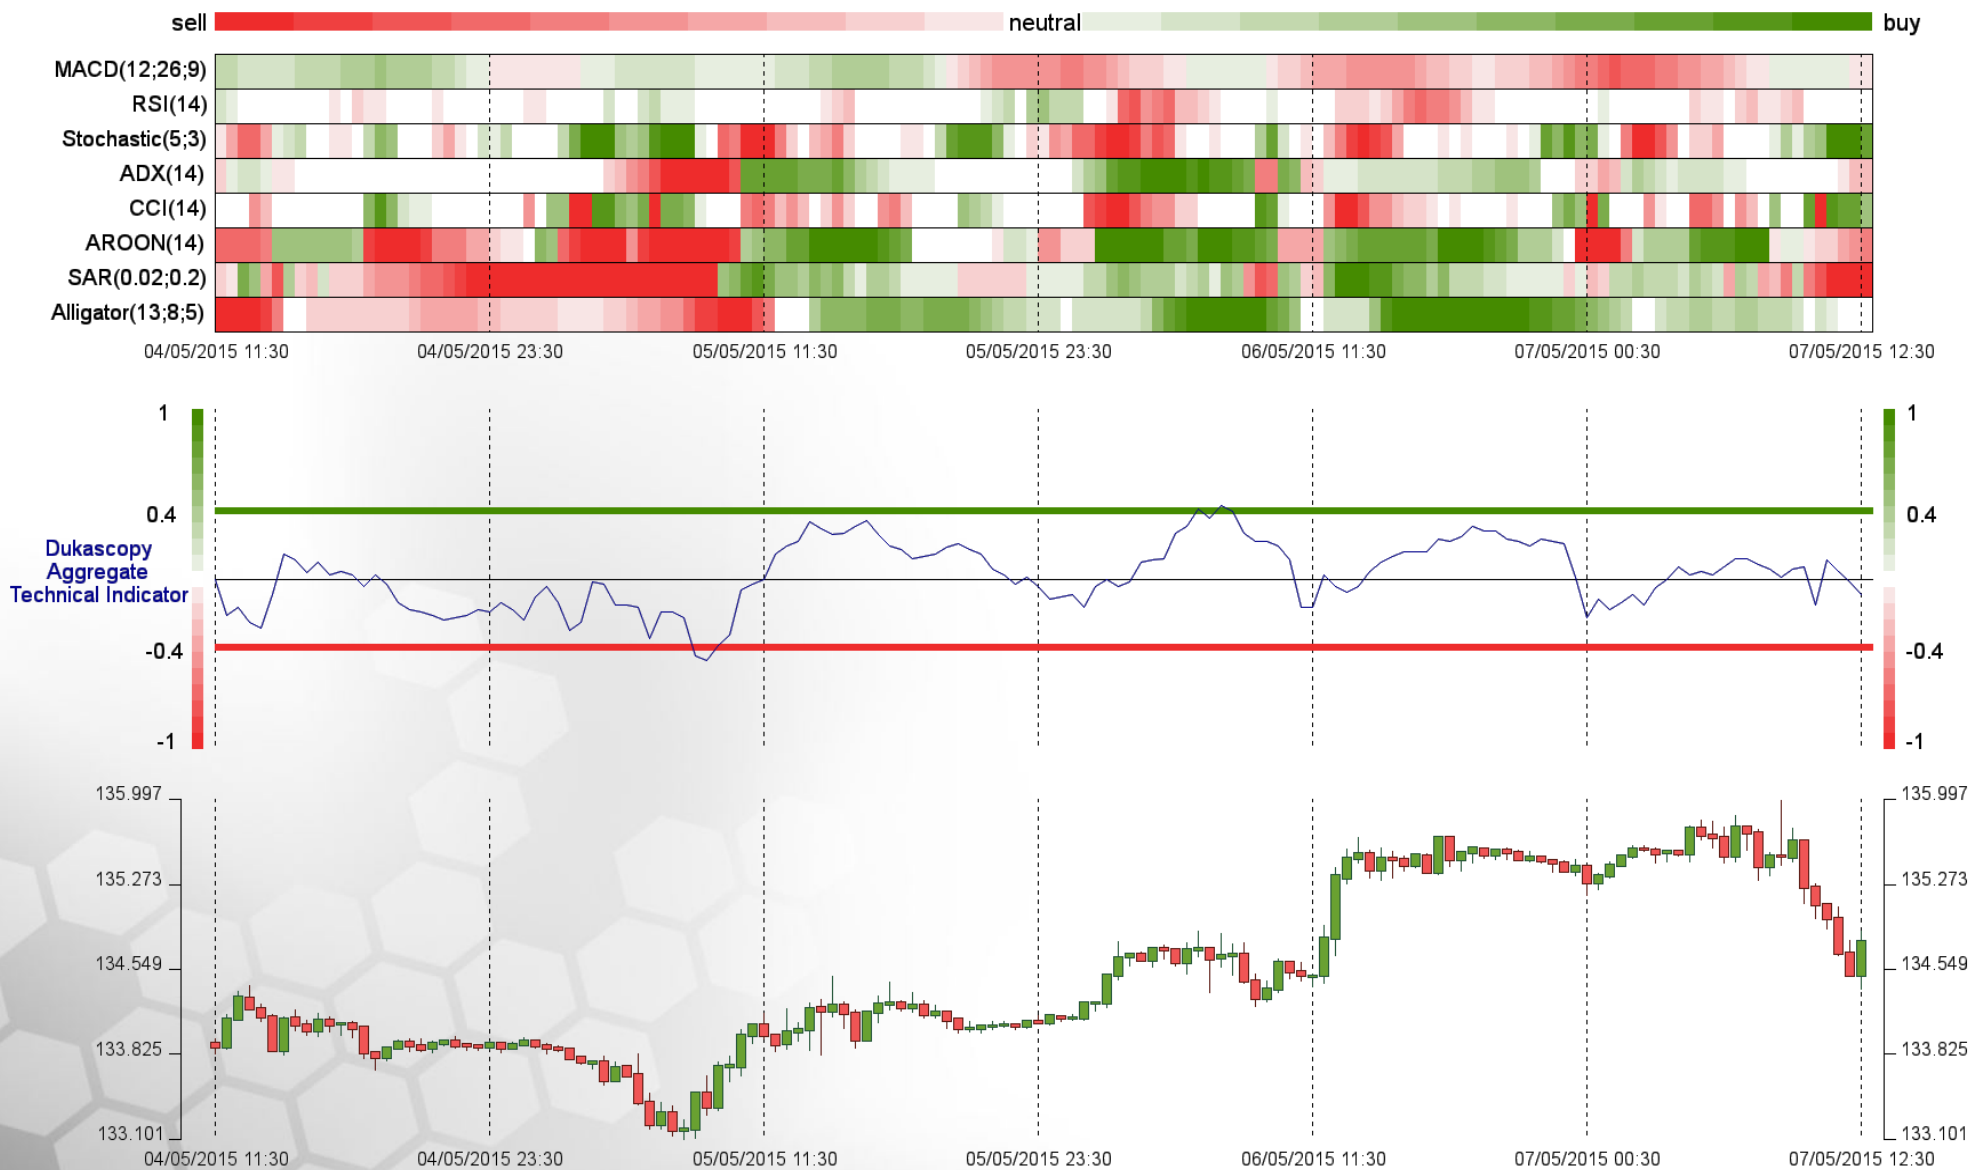 sell neutral buy
MACD(12;26;9)
RSI(14)
Stochastic(5;3)
ADX(14)
CCI(14)
AROON(14)
SAR(0.02;0.2)
Alligator(13;8;5)
04/05/2015 11:30 04/05/2015 23:30 05/05/2015 11:30 05/05/2015 23:30 06/05/2015 11:30 07/05/2015 00:30 07/05/2015 12:30
1 1
0.4 0.4
Dukascopy
Aggregate
Technical Indicator
-0.4 -0.4
-1 -1
135.997 135.997
135.273 135.273
134.549 134.549
133.825 133.825
133.101 133.101
04/05/2015 11:30 04/05/2015 23:30 05/05/2015 11:30 05/05/2015 23:30 06/05/2015 11:30 07/05/2015 00:30 07/05/2015 12:30